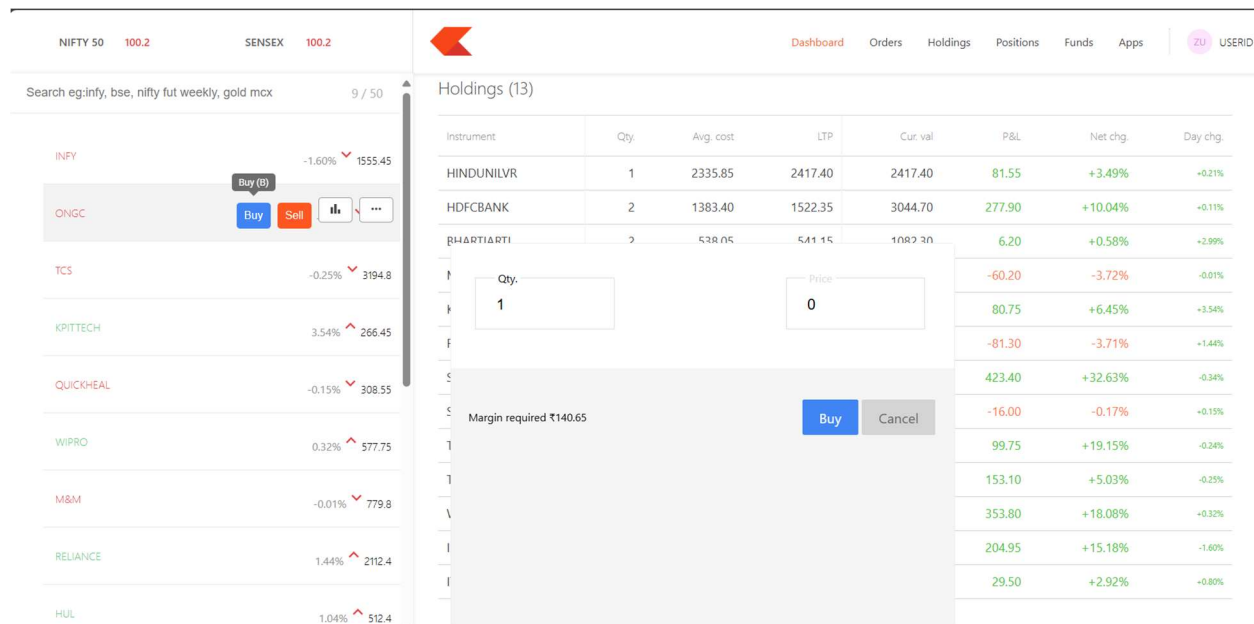 NIFTY 50 100.2 SENSEX 100.2
Dashboard Orders Holdings Positions Funds Apps ZU USERID
Search eg:infy, bse, nifty fut weekly, gold mcx 9 / 50
INFY -1.60% 1555.45
Buy (B)
ONGC Buy Sell ...
TCS -0.25% 3194.8
KPITTECH 3.54% 266.45
QUICKHEAL -0.15% 308.55
WIPRO 0.32% 577.75
M&M -0.01% 779.8
RELIANCE 1.44% 2112.4
HUL 1.04% 512.4
Holdings (13)
Instrument Qty. Avg. cost LTP Cur. val P&L Net chg. Day chg.
HINDUNILVR 1 2335.85 2417.40 2417.40 81.55 +3.49% +0.21%
HDFCBANK 2 1383.40 1522.35 3044.70 277.90 +10.04% +0.11%
BHARTIARTL 2 538.05 541.15 1082.30 6.20 +0.58% +2.99%
-60.20 -3.72% -0.01%
80.75 +6.45% +3.54%
-81.30 -3.71% +1.44%
423.40 +32.63% -0.34%
-16.00 -0.17% +0.15%
99.75 +19.15% -0.24%
153.10 +5.03% -0.25%
353.80 +18.08% +0.32%
204.95 +15.18% -1.60%
29.50 +2.92% +0.80%
Qty. Price
1 0
Margin required ₹140.65 Buy Cancel